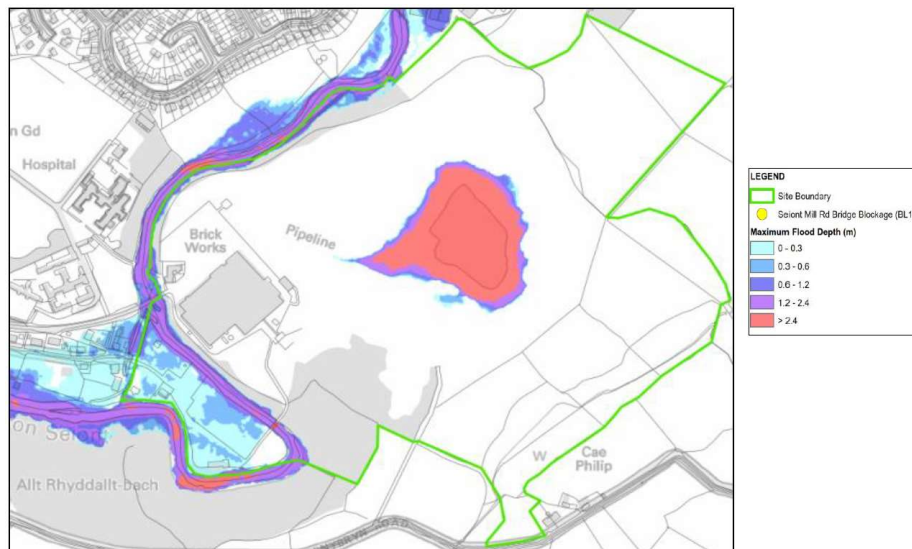 n Gd
Hospital
Brick
Works
Pipeline
on Seiont
Allt Rhyddallt-bach
W
Cae
Philip
ROAD
LEGEND
Site Boundary
Seiont Mill Rd Bridge Blockage (BL1
Maximum Flood Depth (m)
0 - 0.3
0.3 - 0.6
0.6 - 1.2
1.2 - 2.4
> 2.4